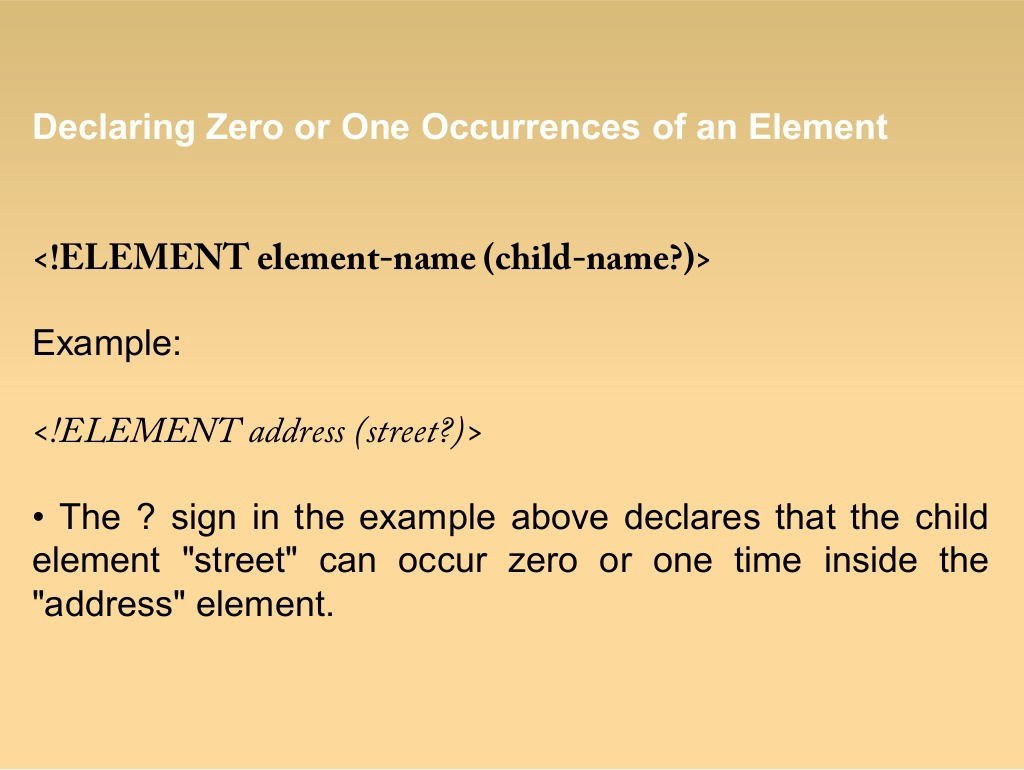 Declaring Zero or One Occurrences of an Element
<!ELEMENT element-name (child-name?)>
Example:
<!ELEMENT address (street?)>
• The ? sign in the example above declares that the child
element "street" can occur zero or one time inside the
"address" element.